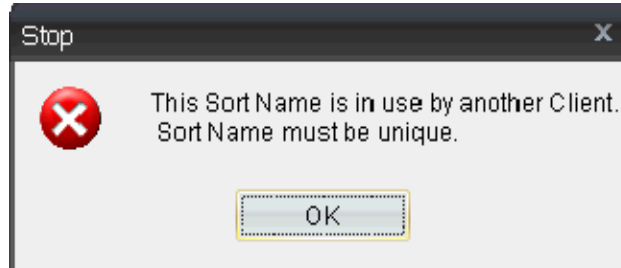 Stop
x
This Sort Name is in use by another Client.
Sort Name must be unique.
OK